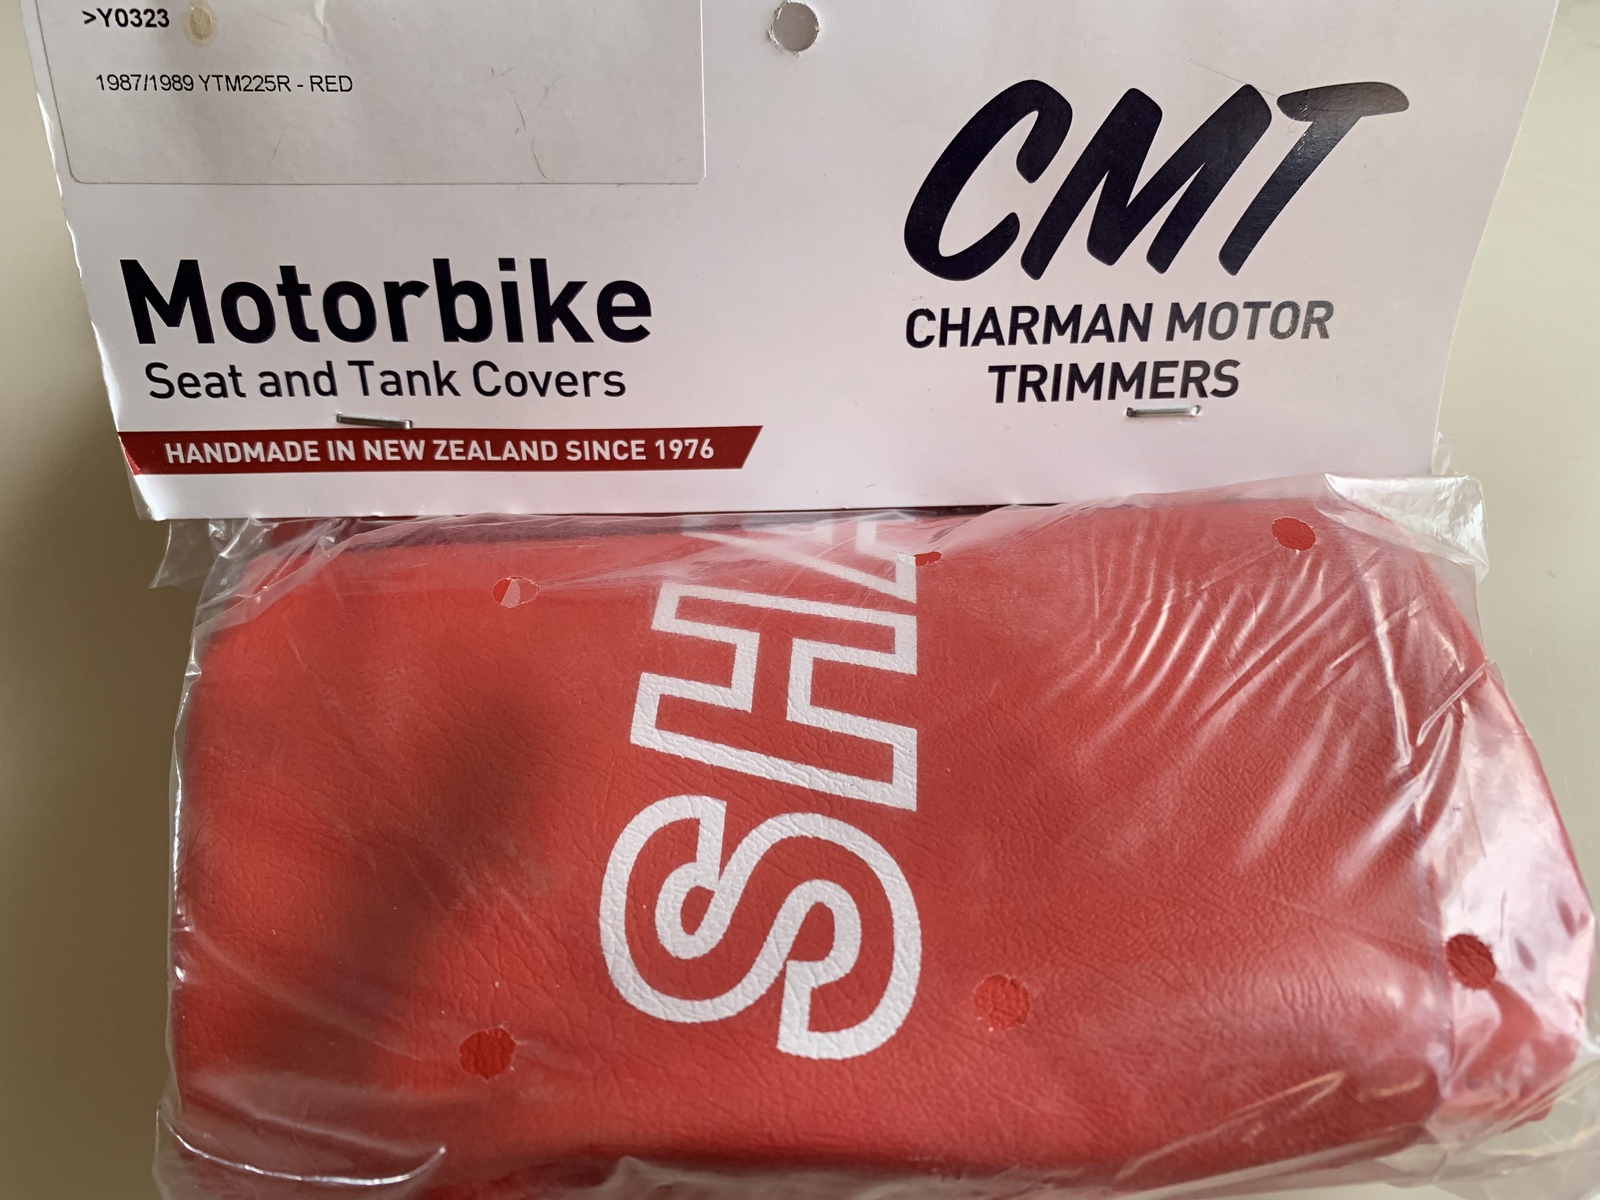 >Y0323
1987/1989 YTM225R - RED
CMT
CHARMAN MOTOR
TRIMMERS
Motorbike
Seat and Tank Covers
HANDMADE IN NEW ZEALAND SINCE 1976
SH